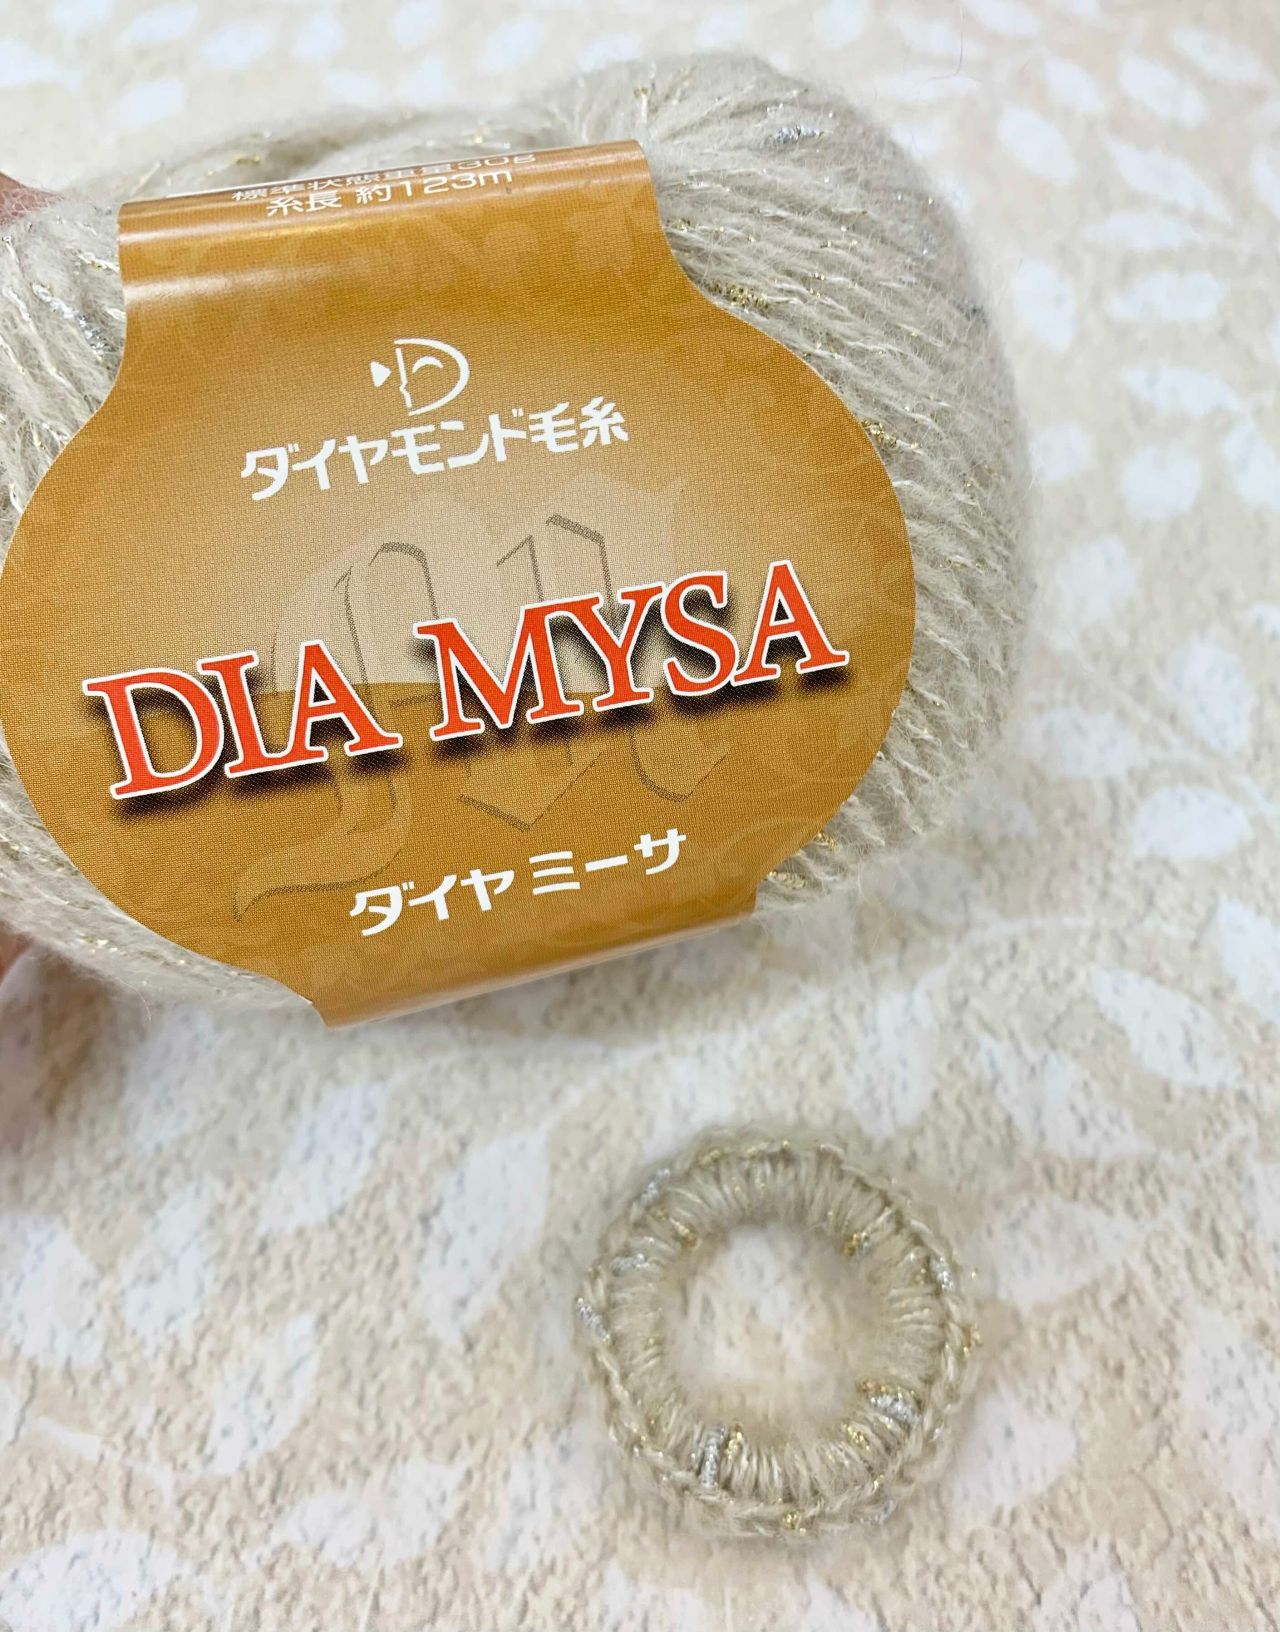 標準状態重量30g
糸長 約123m
ダイヤモンド毛糸
DIA MYSA
ダイヤミーサ